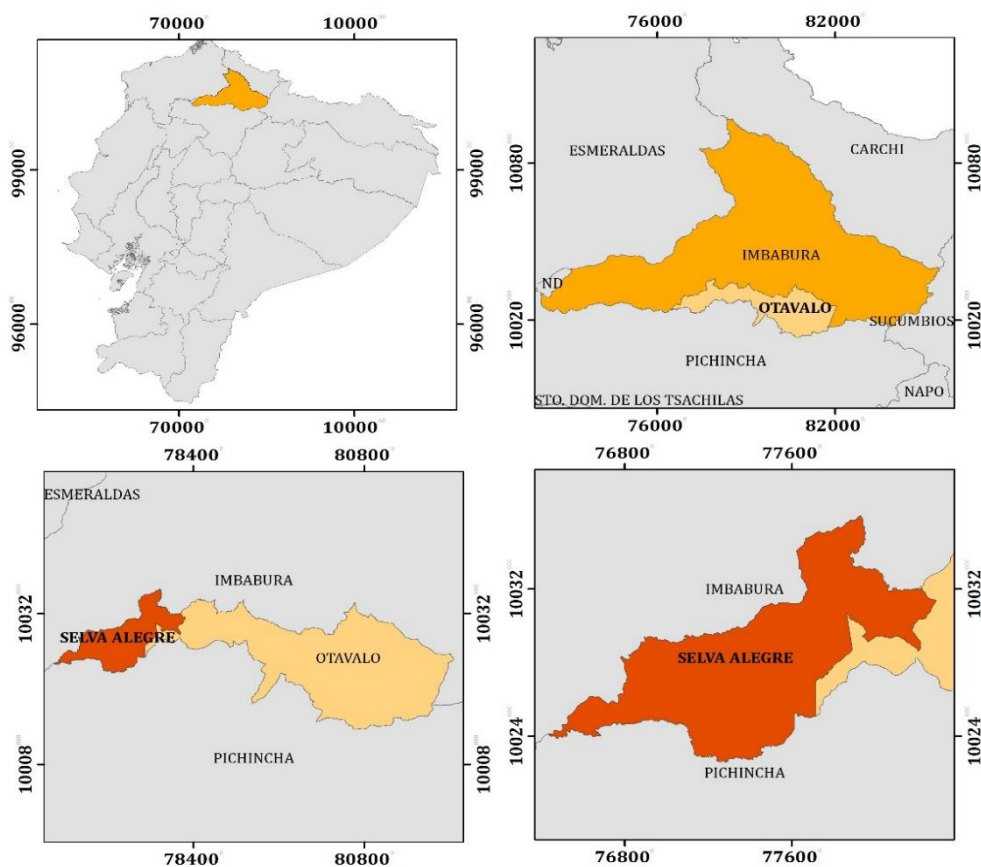 70000 10000
99000 99000
96000 96000
70000 10000
76000 82000
ESMERALDAS CARCHI
10080 10080
IMBABURA
ND
OTAVALO
10020 SUCUMBIOS 10020
PICHINCHA
NAPO
STO. DOM. DE LOS TSACHILAS
76000 82000
78400 80800
ESMERALDAS
IMBABURA
10032 10032
SELVA ALEGRE
OTAVALO
PICHINCHA
10008 10008
78400 80800
76800 77600
IMBABURA
10032 10032
SELVA ALEGRE
10024 10024
PICHINCHA
76800 77600